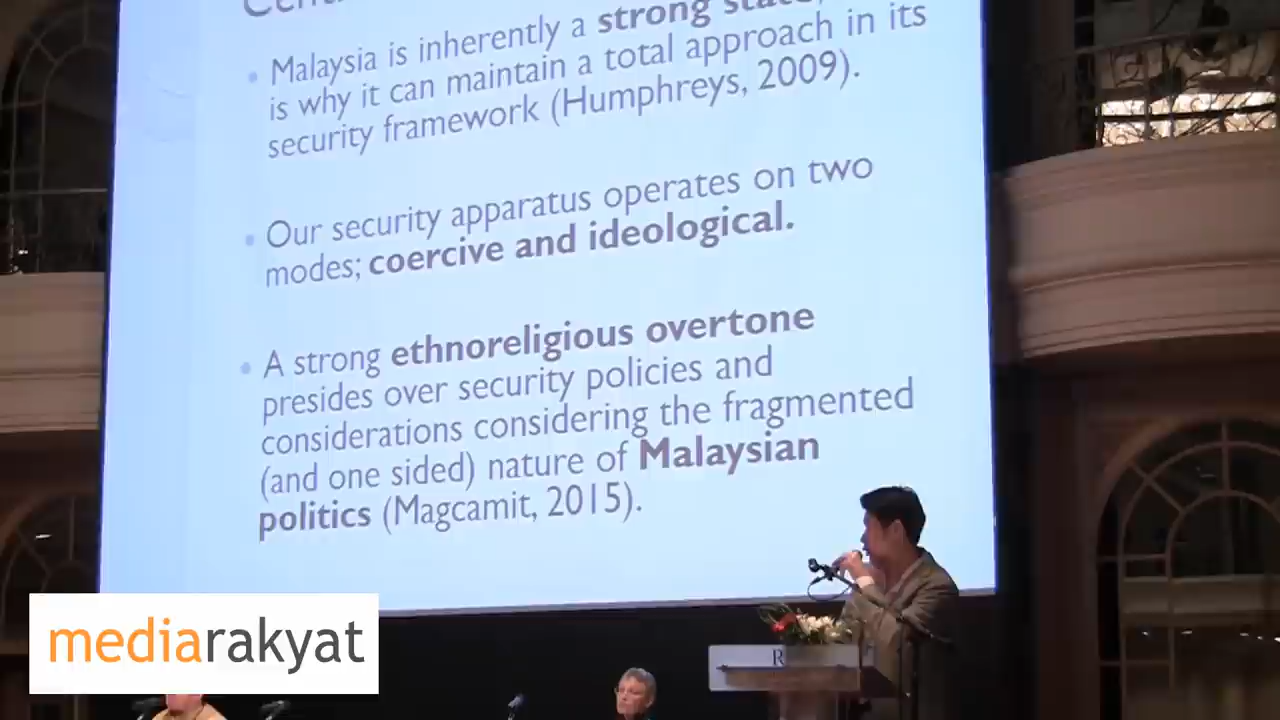 Malaysia is inherently a strong state,
is why it can maintain a total approach in its
security framework (Humphreys, 2009).
Our security apparatus operates on two
modes; coercive and ideological.
A strong ethnoreligious overtone
presides over security policies and
considerations considering the fragmented
(and one sided) nature of Malaysian
politics (Magcamit, 2015).
mediarakyat
R